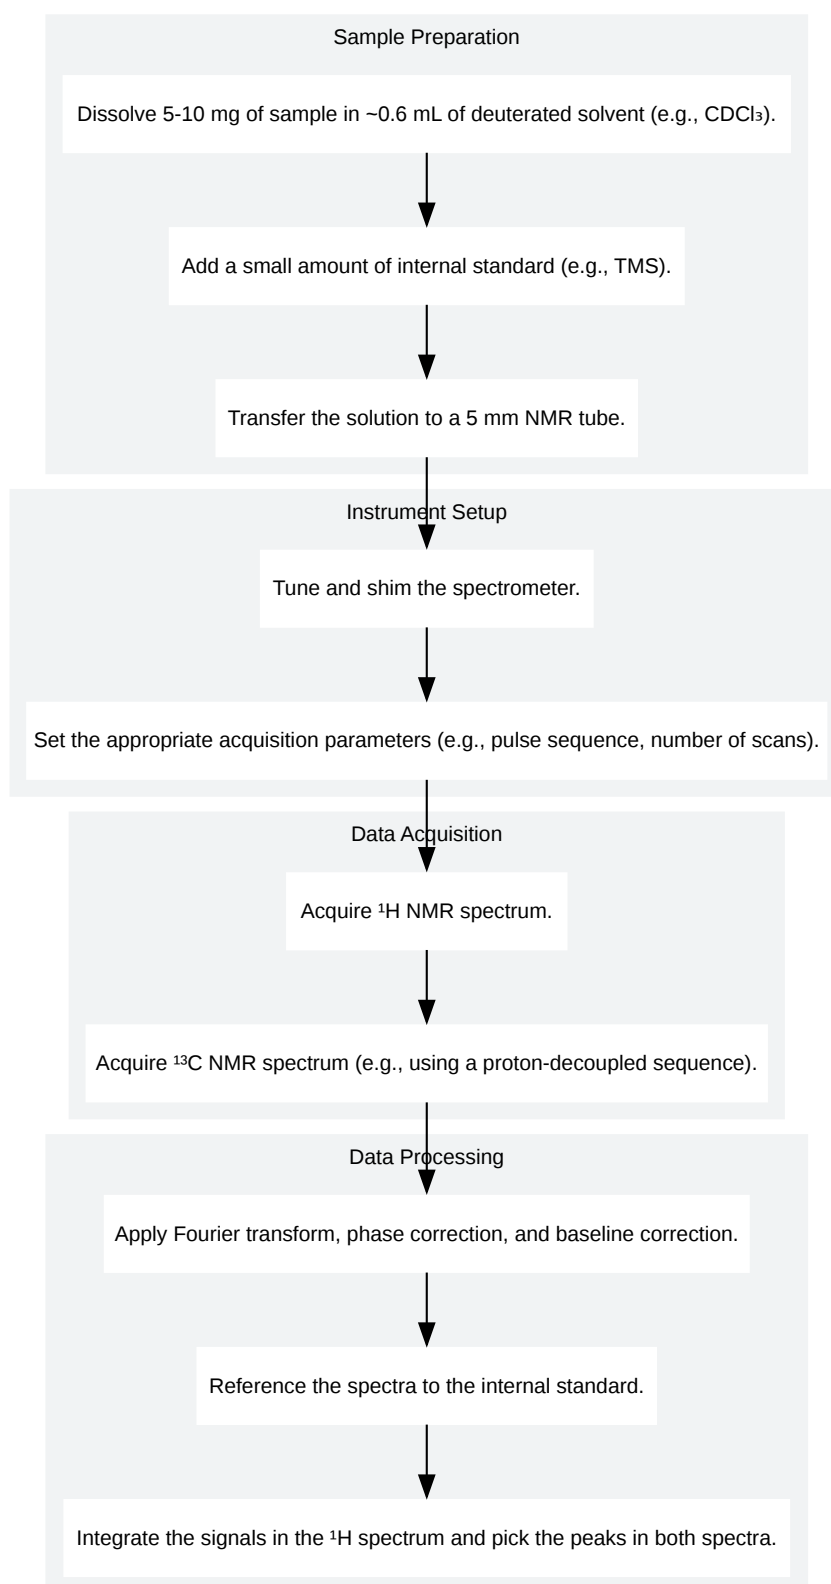 Sample Preparation
Dissolve 5-10 mg of sample in ~0.6 mL of deuterated solvent (e.g., CDCl₃).
Add a small amount of internal standard (e.g., TMS).
Transfer the solution to a 5 mm NMR tube.
Instrument Setup
Tune and shim the spectrometer.
Set the appropriate acquisition parameters (e.g., pulse sequence, number of scans).
Data Acquisition
Acquire ¹H NMR spectrum.
Acquire ¹³C NMR spectrum (e.g., using a proton-decoupled sequence).
Data Processing
Apply Fourier transform, phase correction, and baseline correction.
Reference the spectra to the internal standard.
Integrate the signals in the ¹H spectrum and pick the peaks in both spectra.